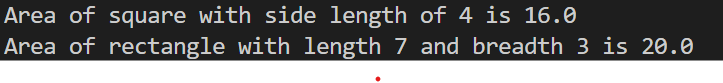 Area of square with side length of 4 is 16.0
Area of rectangle with length 7 and breadth 3 is 20.0